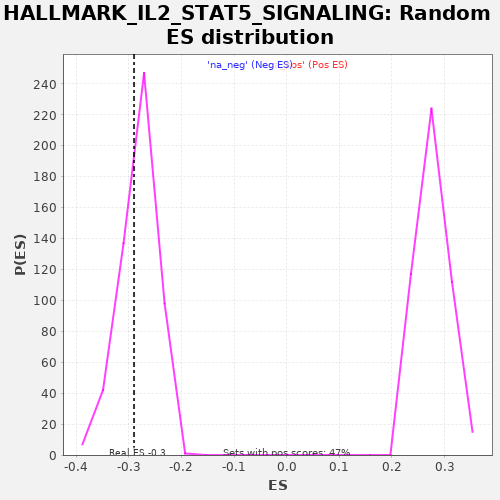 HALLMARK_IL2_STAT5_SIGNALING: Random
ES distribution
'na_neg' (Neg ES)
os' (Pos ES)
240
220
200
180
160
140
120
100
80
60
40
20
0
P(ES)
Real ES -0.3
Sets with pos scores: 47%
-0.4 -0.3 -0.2 -0.1 0.0 0.1 0.2 0.3
ES